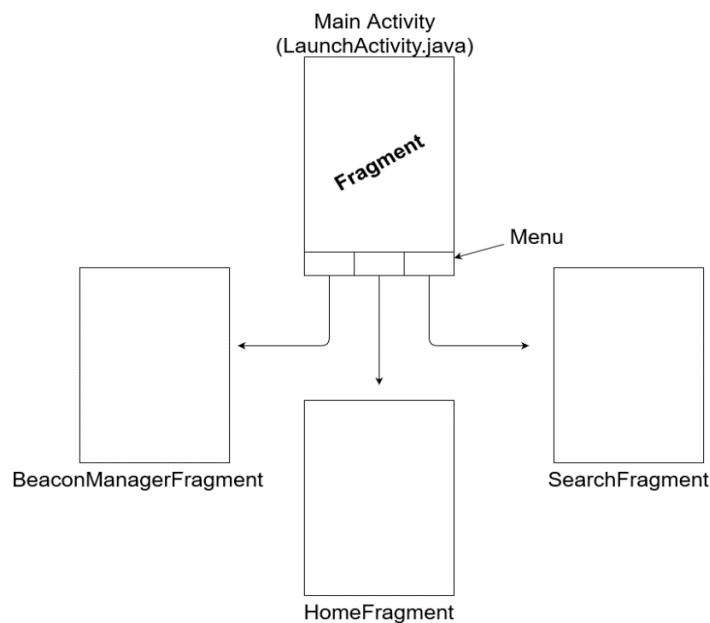 Main Activity
(LaunchActivity.java)
Fragment
Menu
BeaconManagerFragment
SearchFragment
HomeFragment